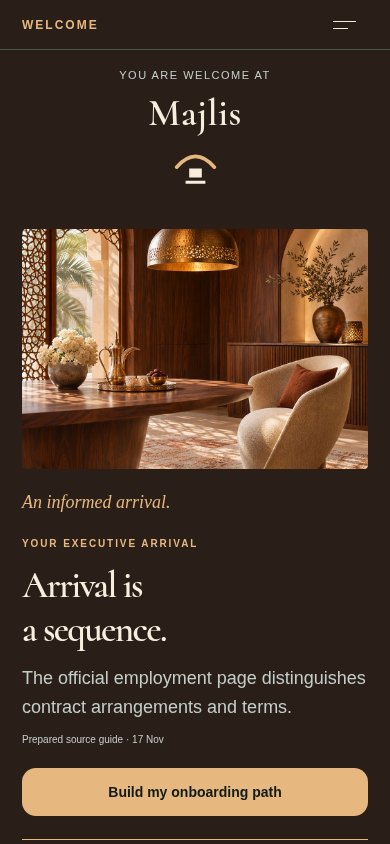 WELCOME
YOU ARE WELCOME AT
Majlis
An informed arrival.
YOUR EXECUTIVE ARRIVAL
Arrival is
a sequence.
The official employment page distinguishes
contract arrangements and terms.
Prepared source guide · 17 Nov
Build my onboarding path